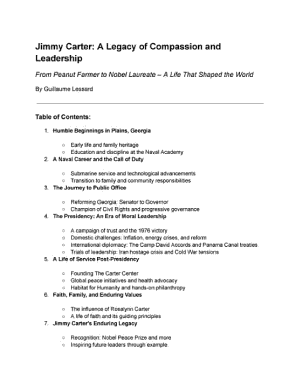 Jimmy Carter: A Legacy of Compassion and
Leadership
From Peanut Farmer to Nobel Laureate – A Life That Shaped the World
By Guillaume Lessard
Table of Contents:
1. Humble Beginnings in Plains, Georgia
○ Early life and family heritage
○ Education and discipline at the Naval Academy
2. A Naval Career and the Call of Duty
○ Submarine service and technological advancements
○ Transition to family and community responsibilities
3. The Journey to Public Office
○ Reforming Georgia: Senator to Governor
○ Champion of Civil Rights and progressive governance
4. The Presidency: An Era of Moral Leadership
○ A campaign of trust and the 1976 victory
○ Domestic challenges: Inflation, energy crises, and reform
○ International diplomacy: The Camp David Accords and Panama Canal treaties
○ Trials of leadership: Iran hostage crisis and Cold War tensions
5. A Life of Service Post-Presidency
○ Founding The Carter Center
○ Global peace initiatives and health advocacy
○ Habitat for Humanity and hands-on philanthropy
6. Faith, Family, and Enduring Values
○ The influence of Rosalynn Carter
○ A life of faith and its guiding principles
7. Jimmy Carter's Enduring Legacy
○ Recognition: Nobel Peace Prize and more
○ Inspiring future leaders through example